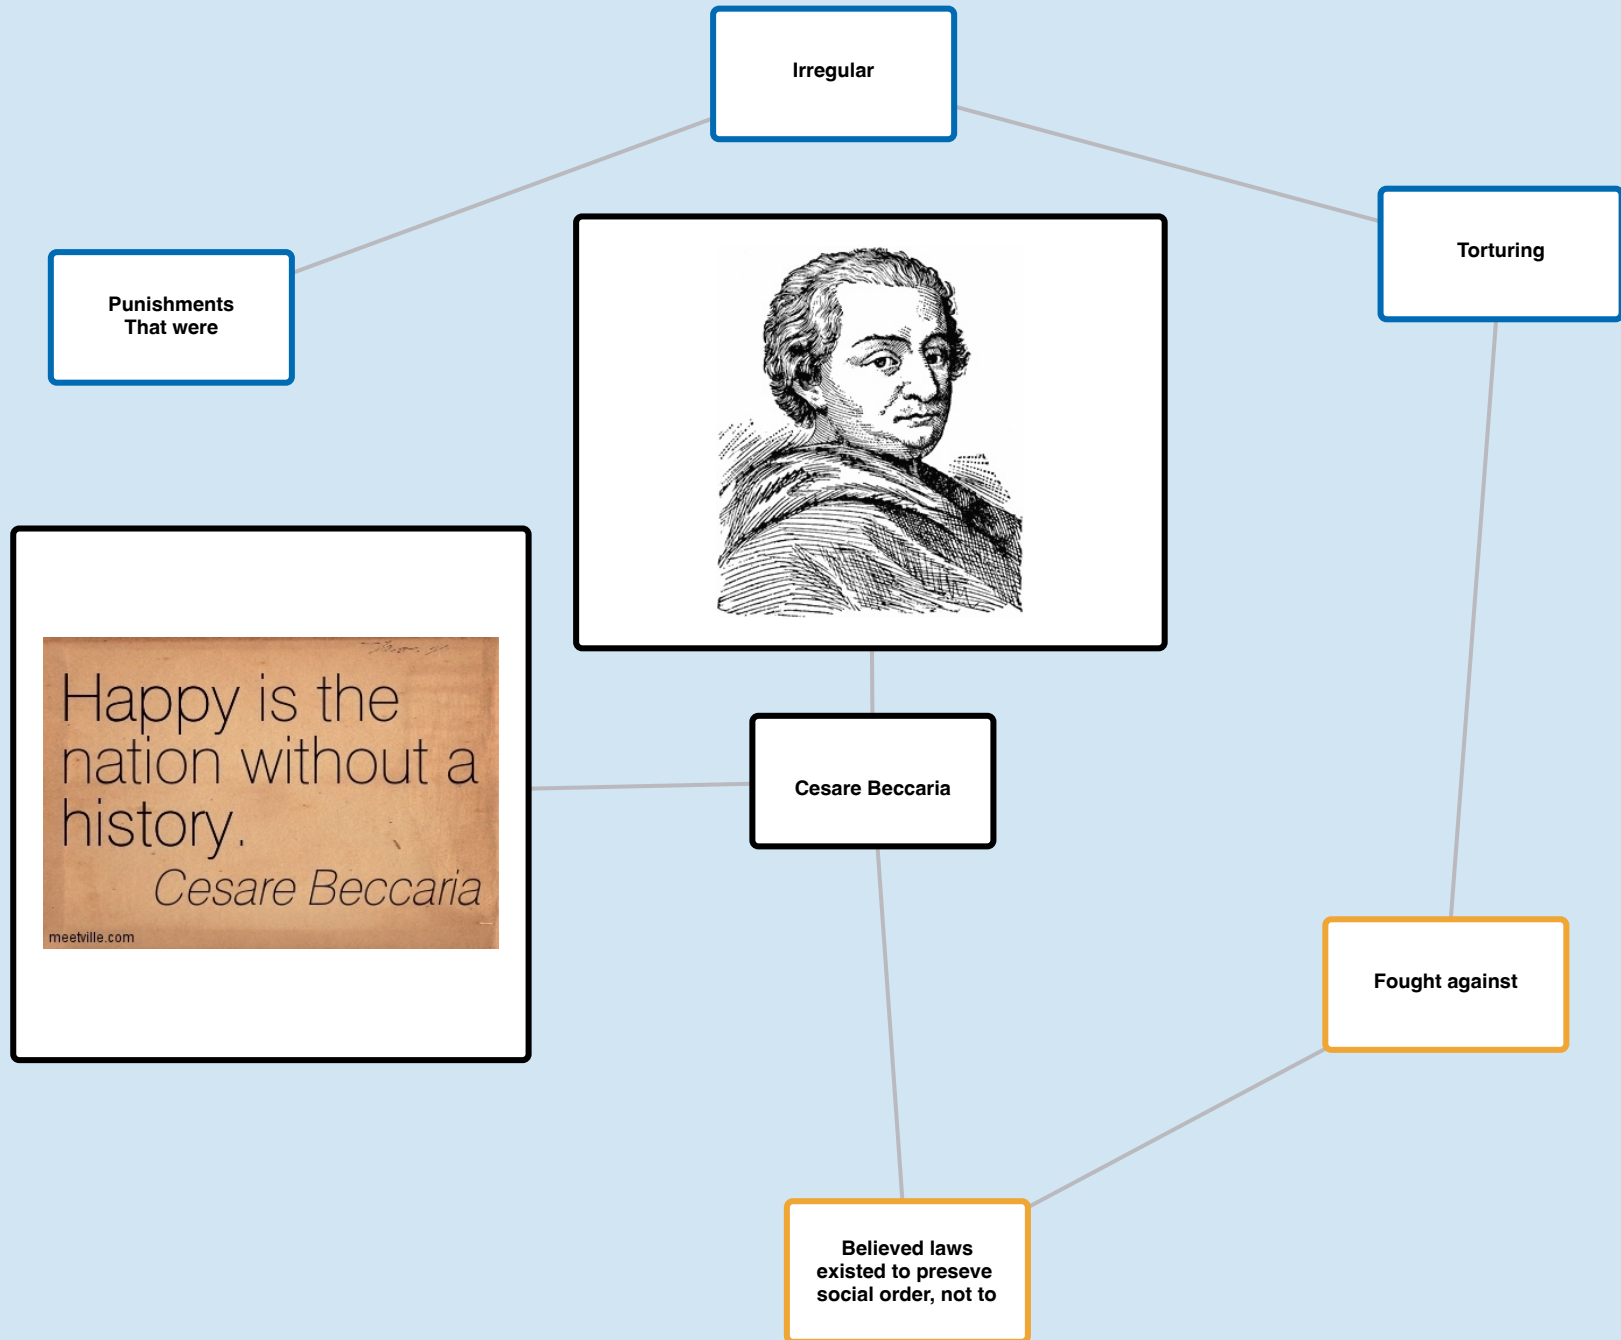 Irregular
Torturing
Punishments
That were
Happy is the
nation without a
history.
Cesare Beccaria
meetville.com
Cesare Beccaria
Fought against
Believed laws
existed to preseve
social order, not to